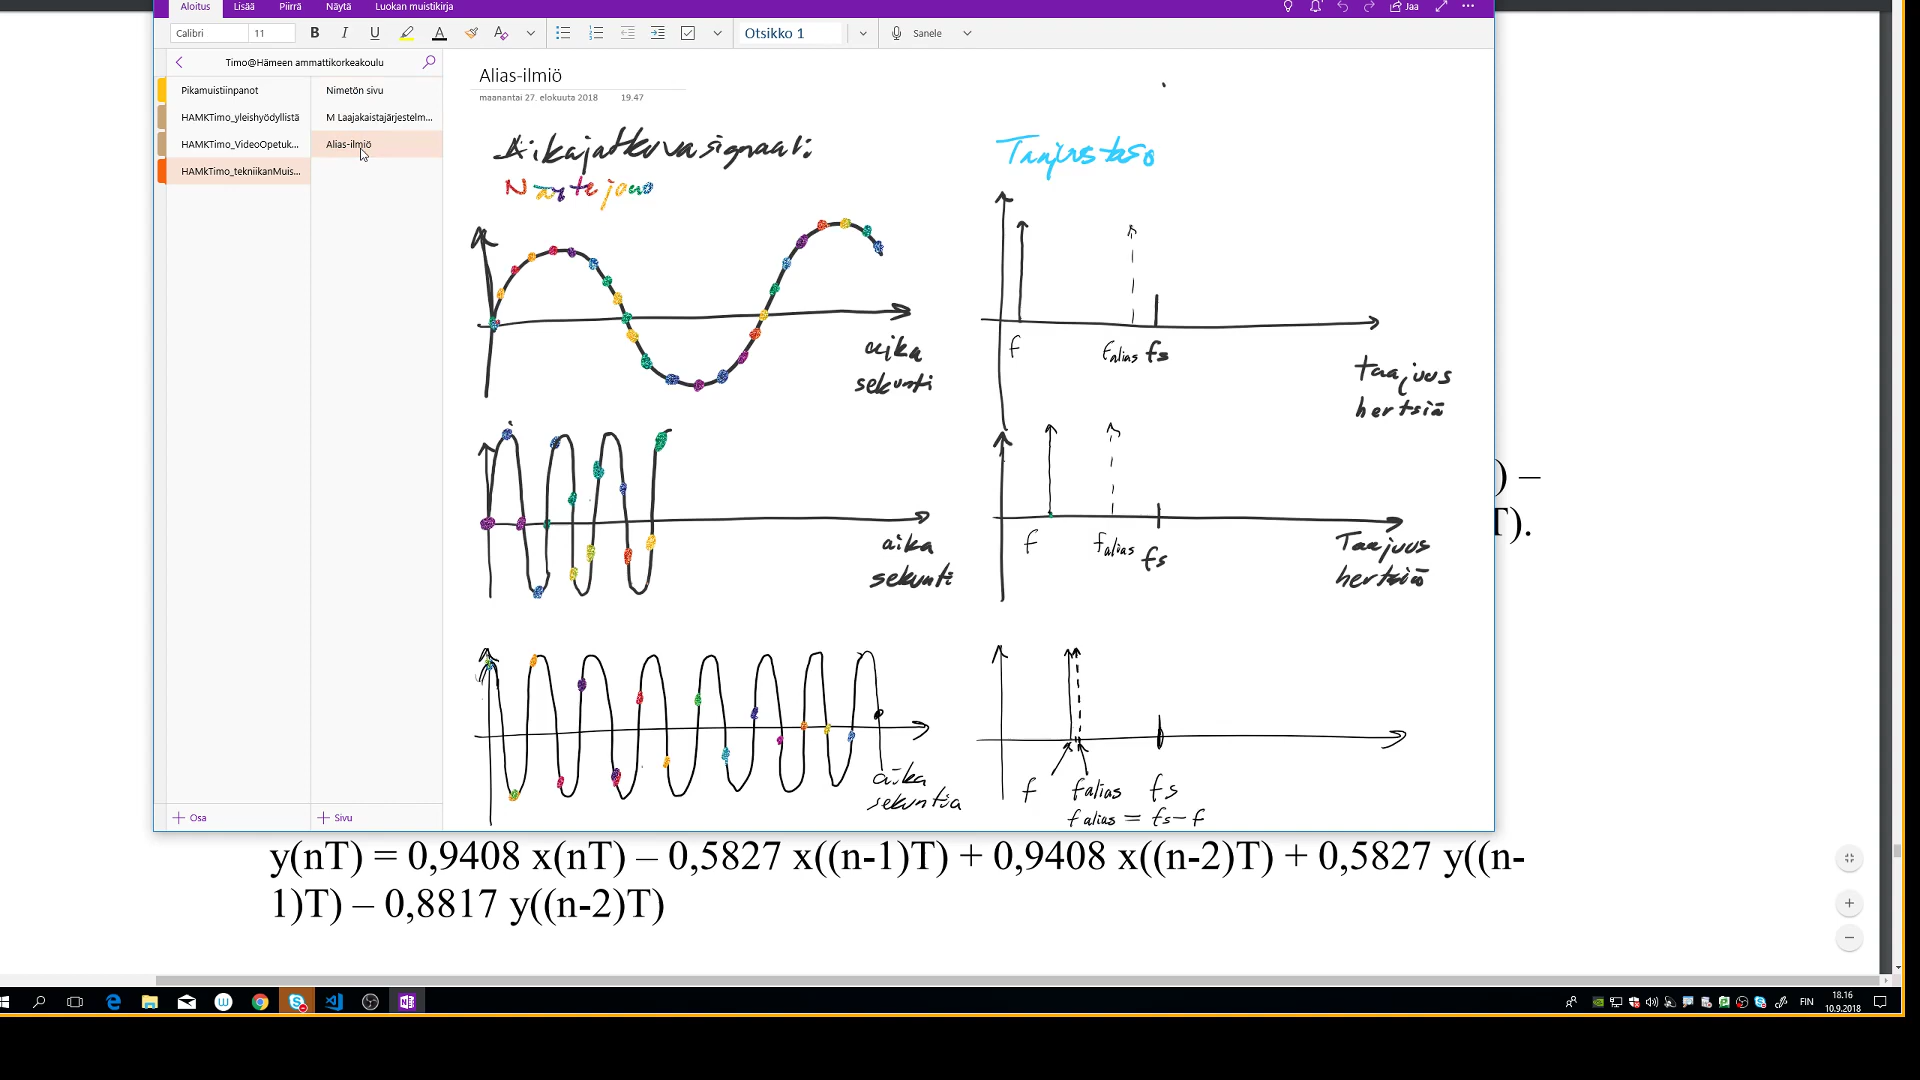 Aloitus Lisää Piirrä Näytä Luokan muistikirja Jaa
Calibri 11 B I U A Otsikko 1 Sanele
Timo@Hämeen ammattikorkeakoulu
Pikamuistiinpanot
HAMKTimo_yleishyödyllistä
HAMKTimo_VideoOpetuk...
HAMkTimo_tekniikanMuis...
Nimetön sivu
M Laajakaistajärjestelm...
Alias-ilmiö
Osa
Sivu
Alias-ilmiö
maanantai 27. elokuuta 2018 19.47
Aikajatkuva signaali
Näytejono
aika
sekunti
Taajuustaso
f falias fs
taajuus
hertsiä
aika
sekunti
f falias fs
Taajuus
hertsiä
aika
sekuntia
f falias fs
falias = fs-f
) –
T).
y(nT) = 0,9408 x(nT) – 0,5827 x((n-1)T) + 0,9408 x((n-2)T) + 0,5827 y((n-
1)T) – 0,8817 y((n-2)T)
FIN
18.16
10.9.2018